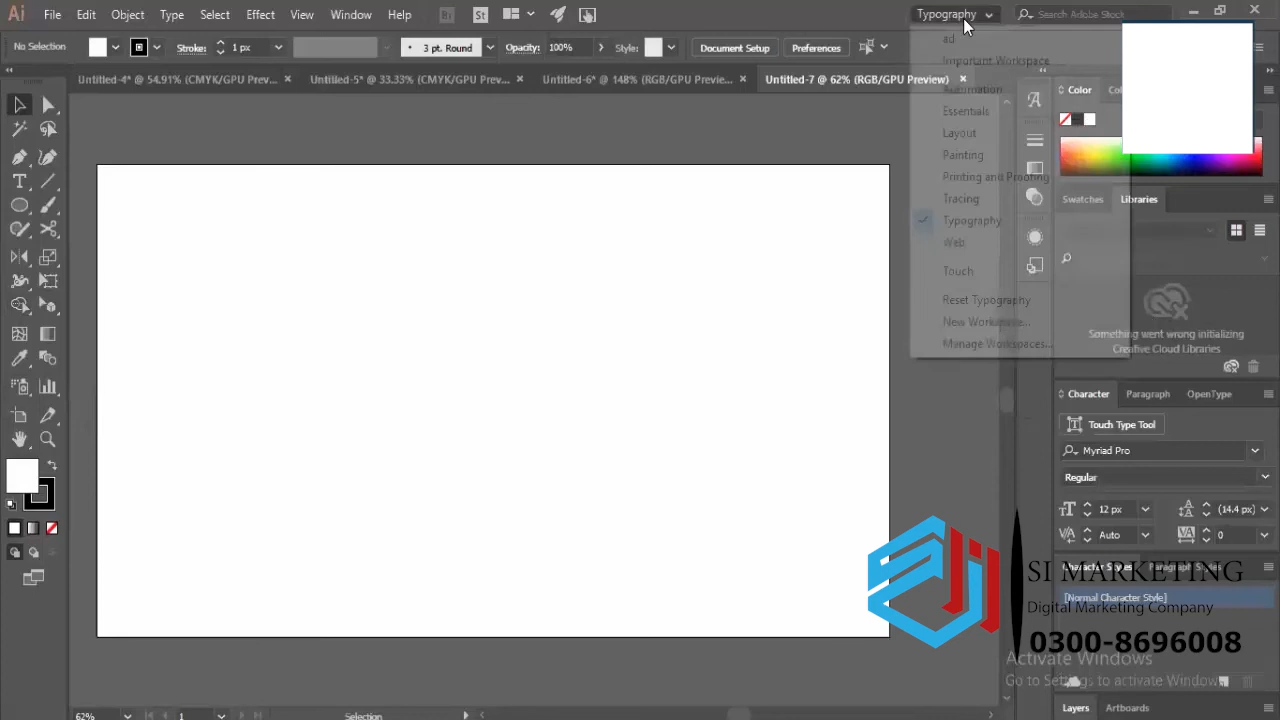 Ai File Edit Object Type Select Effect View Window Help Br St Typography Search Adobe Stock
No Selection Stroke: 1 px 3 pt. Round Opacity: 100% Style: Document Setup Preferences
Untitled-4* @ 54.91% (CMYK/GPU Prev... × Untitled-5* @ 33.33% (CMYK/GPU Prev... × Untitled-6* @ 148% (RGB/GPU Previe... × Untitled-7 @ 62% (RGB/GPU Preview) ×
ad
Important Workspace
Automation
Essentials
Layout
Painting
Printing and Proofing
Tracing
Typography
Web
Touch
Reset Typography
New Workspace...
Manage Workspaces...
Color
Swatches Libraries
Something went wrong initializing
Creative Cloud Libraries
Character Paragraph OpenType
Touch Type Tool
Myriad Pro
Regular
12 px (14.4 px)
Auto 0
Character Styles Paragraph Styles
[Normal Character Style]
SI MARKETING
Digital Marketing Company
0300-8696008
Activate Windows
Go to Settings to activate Windows.
Layers Artboards
62% 1 Selection